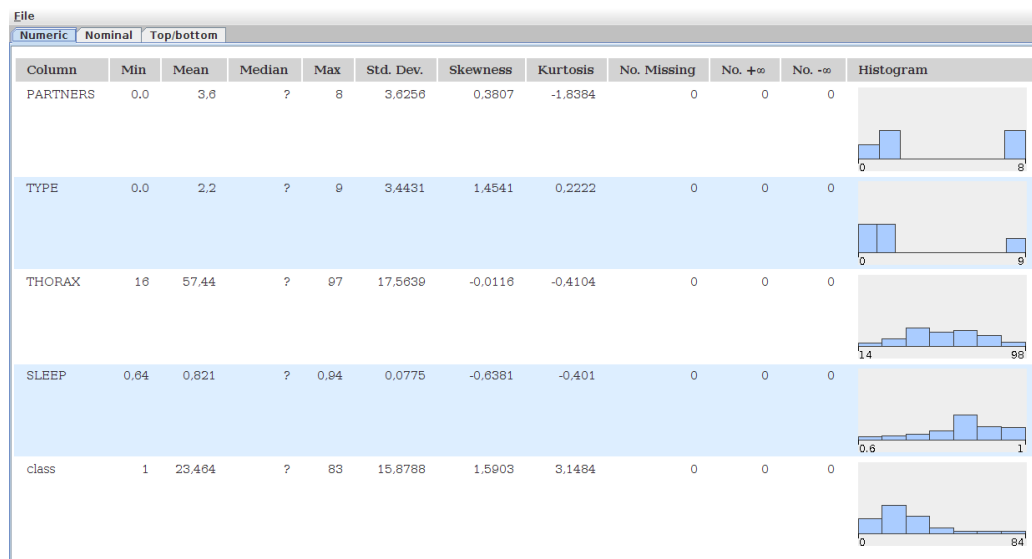 File
Numeric Nominal Top/bottom
Column Min Mean Median Max Std. Dev. Skewness Kurtosis No. Missing No. +∞ No. -∞ Histogram
PARTNERS 0.0 3,6 ? 8 3,6256 0,3807 -1,8384 0 0 0
0 8
TYPE 0.0 2,2 ? 9 3,4431 1,4541 0,2222 0 0 0
0 9
THORAX 16 57,44 ? 97 17,5639 -0,0116 -0,4104 0 0 0
14 98
SLEEP 0,64 0,821 ? 0,94 0,0775 -0,6381 -0,401 0 0 0
0.6 1
class 1 23,464 ? 83 15,8788 1,5903 3,1484 0 0 0
0 84